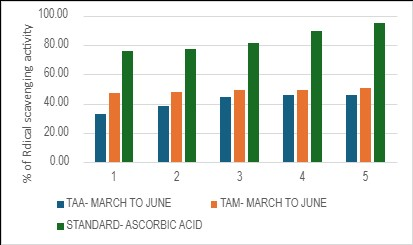 100.00
80.00
60.00
40.00
20.00
0.00
% of Rdical scavenging activity
1 2 3 4 5
TAA- MARCH TO JUNE TAM- MARCH TO JUNE
STANDARD- ASCORBIC ACID